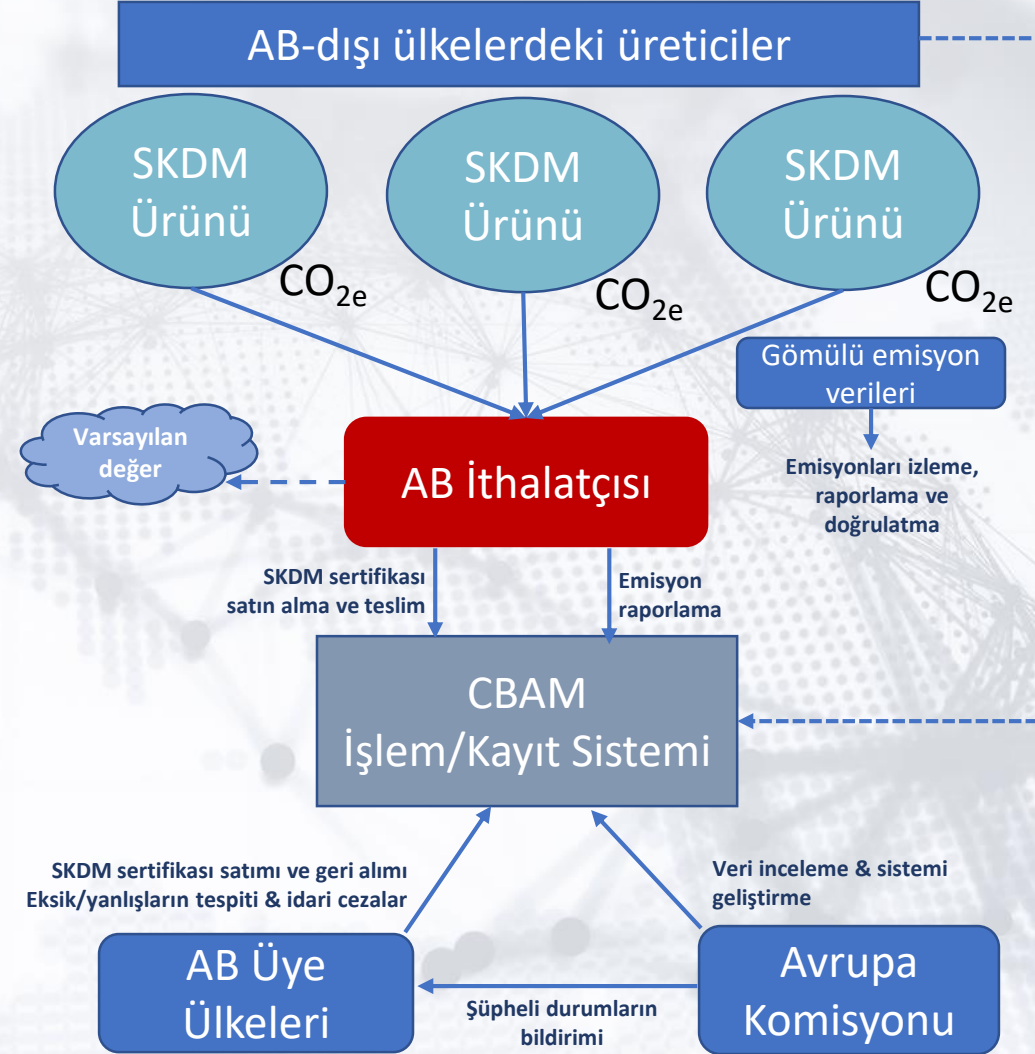 AB-dışı ülkelerdeki üreticiler
SKDM
Ürünü
CO2e
SKDM
Ürünü
CO2e
SKDM
Ürünü
CO2e
Gömülü emisyon
verileri
Varsayılan
değer
AB İthalatçısı
Emisyonları izleme,
raporlama ve
doğrulatma
SKDM sertifikası
satın alma ve teslim
Emisyon
raporlama
CBAM
İşlem/Kayıt Sistemi
SKDM sertifikası satımı ve geri alımı
Eksik/yanlışların tespiti & idari cezalar
Veri inceleme & sistemi
geliştirme
AB Üye
Ülkeleri
Şüpheli durumların
bildirimi
Avrupa
Komisyonu